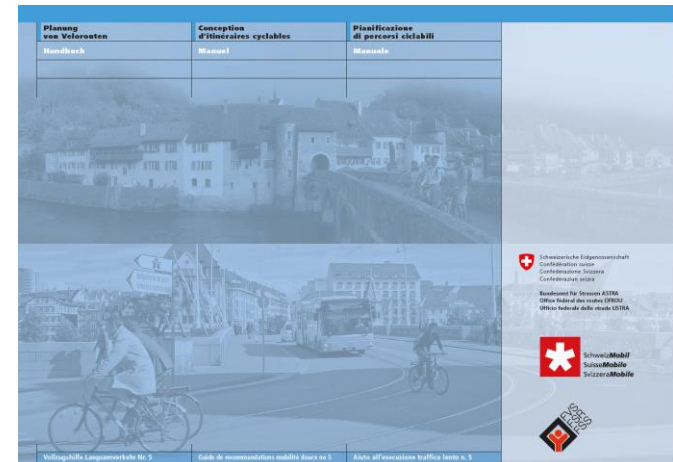 Planung
von Velorouten
Conception
d'itinéraires cyclables
Pianificazione
di percorsi ciclabili
Handbuch
Manuel
Manuale
Schweizerische Eidgenossenschaft
Confédération suisse
Confederazione Svizzera
Confederaziun svizra
Bundesamt für Strassen ASTRA
Office fédéral des routes OFROU
Ufficio federale delle strade USTRA
SchweizMobil
SuisseMobile
SvizzeraMobile
Vollzugshilfe Langsamverkehr Nr. 5
Guide de recommandations mobilité douce no 5
Aiuto all'esecuzione traffico lento n. 5